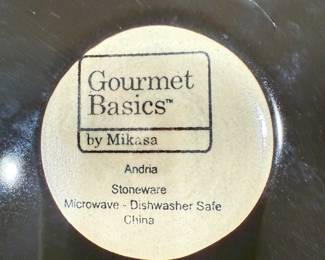 Gourmet
Basics™
by Mikasa
Andria
Stoneware
Microwave - Dishwasher Safe
China